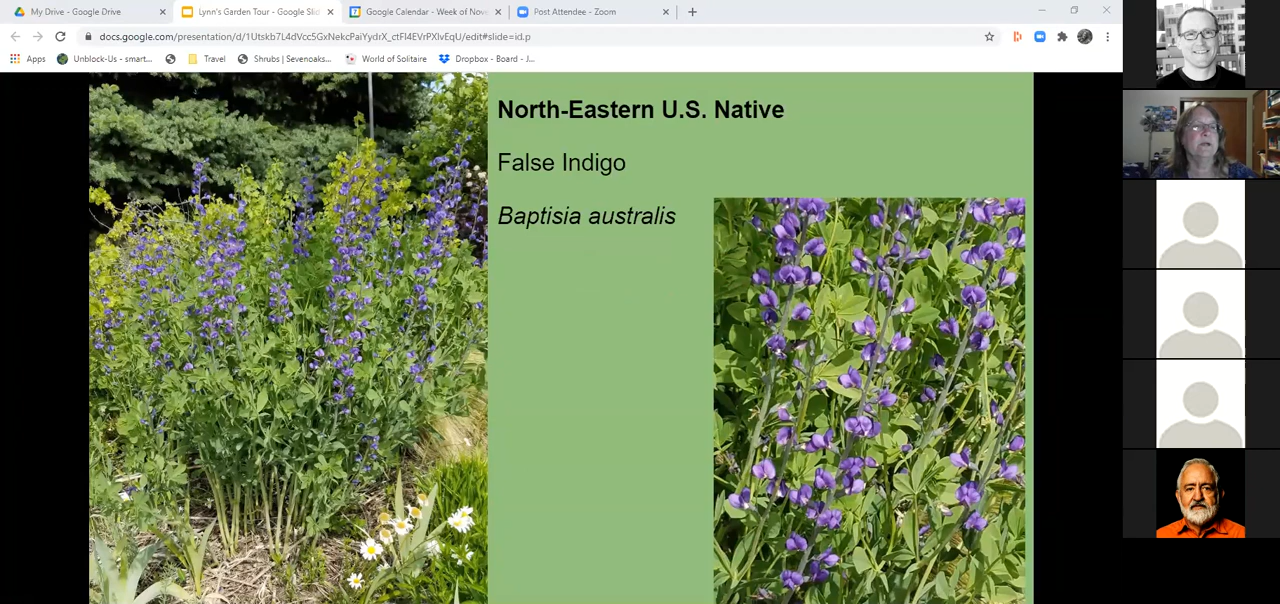 My Drive - Google Drive
Lynn's Garden Tour - Google Slid
Google Calendar - Week of Nove
Post Attendee - Zoom
docs.google.com/presentation/d/1Utskb7L4dVcc5GxNekcPaiYydrX_ctFl4EVrPXlvEqU/edit#slide=id.p
Apps
Unblock-Us - smart...
Travel
Shrubs | Sevenoaks...
World of Solitaire
Dropbox - Board - J...
North-Eastern U.S. Native
False Indigo
Baptisia australis